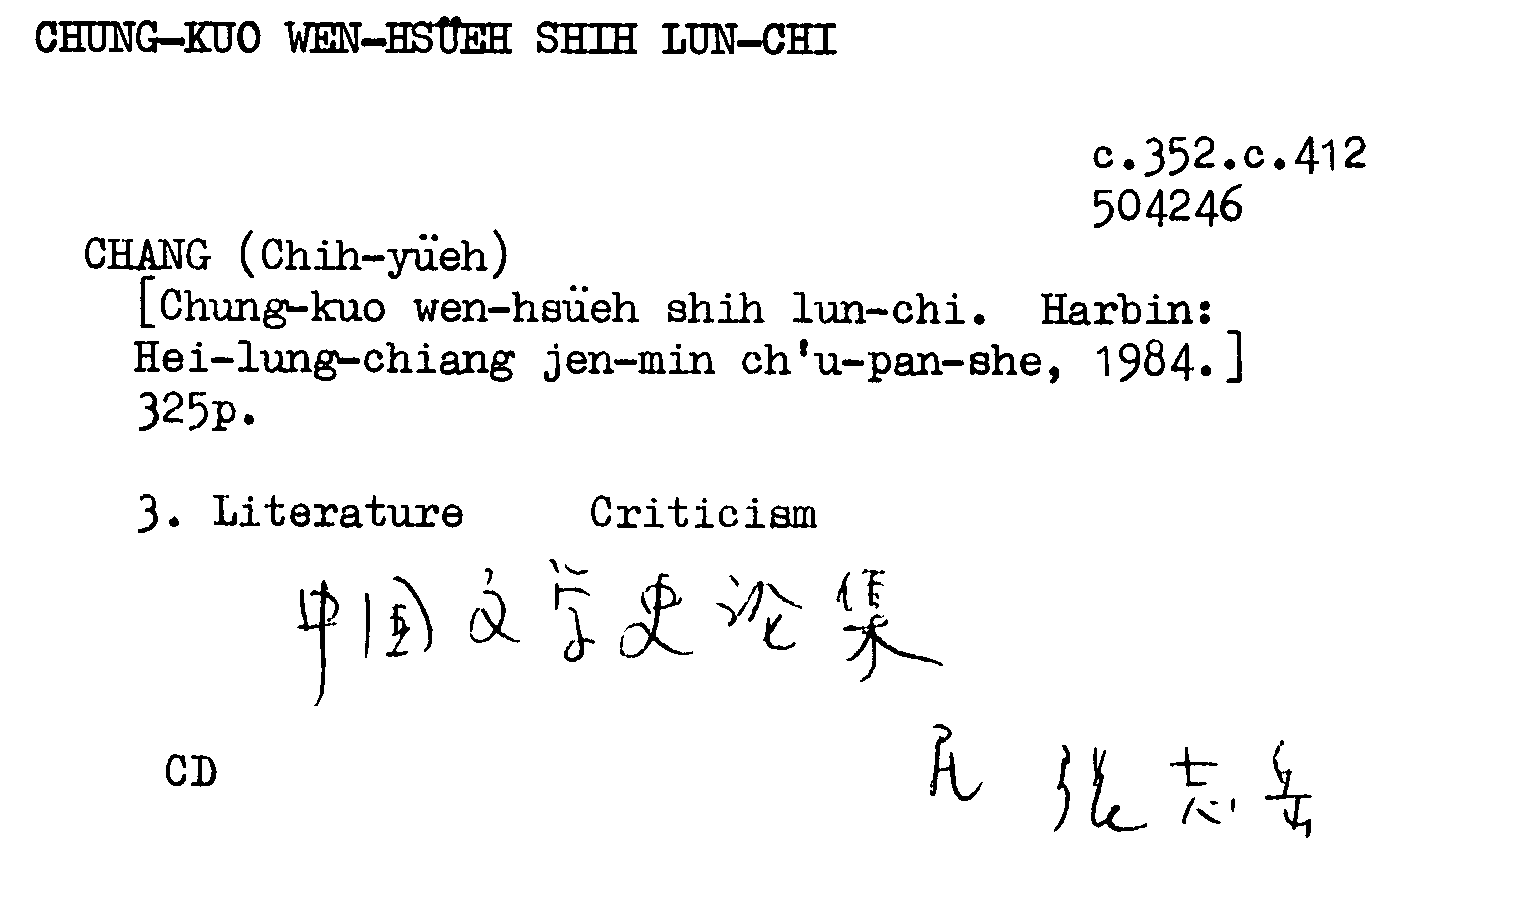 CHUNG-KUO WEN-HSÜEH SHIH LUN-CHI
c.352.c.412
504246
CHANG (Chih-yüeh)
[Chung-kuo wen-hsüeh shih lun-chi. Harbin:
Hei-lung-chiang jen-min ch'u-pan-she, 1984.]
325p.
3. Literature Criticism
中国文学史论集
CD
张志岳